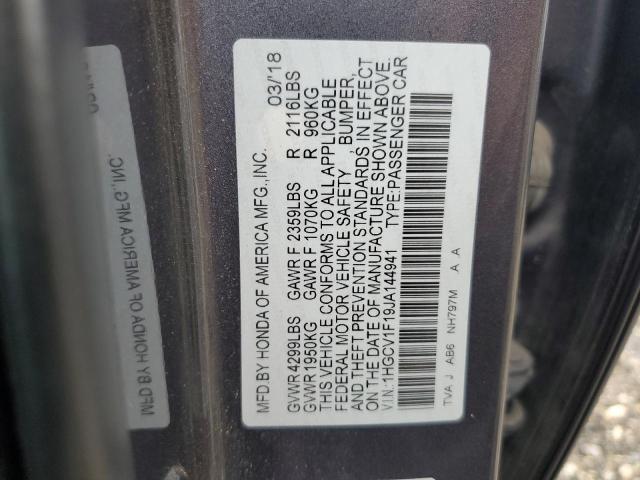 MFD.BY HONDA OF AMERICA MFG.,INC. 03/'18
GVWR 4299LBS GAWR F 2359LBS R 2116LBS
GVWR 1950KG GAWR F 1070KG R 960KG
THIS VEHICLE CONFORMS TO ALL APPLICABLE
FEDERAL MOTOR VEHICLE SAFETY , BUMPER,
AND THEFT PREVENTION STANDARDS IN EFFECT
ON THE DATE OF MANUFACTURE SHOWN ABOVE.
V.I.N.:1HGCV1F19JA144941 TYPE:PASSENGER CAR
TVA J AB6 NH797M A A
MFD BY HONDA OF AMERICA MFG.,INC.